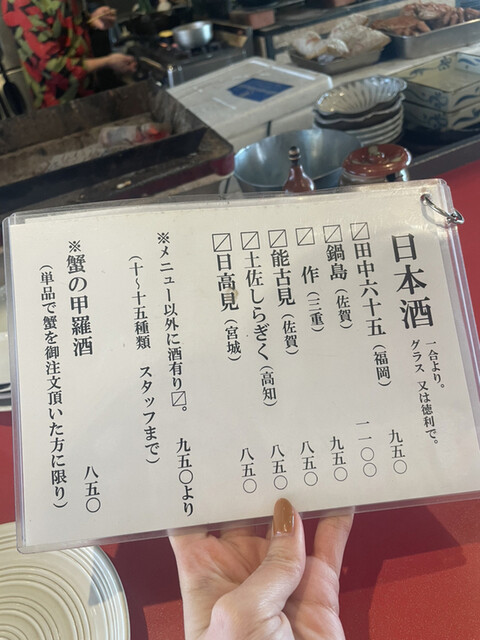 日本酒 一合より。
グラス 又は徳利で。
〼田中六十五(福岡) 九五〇
〼鍋島(佐賀) 一一〇〇
〼 作(三重) 九五〇
〼能古見(佐賀) 八五〇
〼土佐しらぎく(高知) 八五〇
〼日高見(宮城) 八五〇
※メニュー以外に酒有り〼。 九五〇より
(十〜十五種類 スタッフまで)
※蟹の甲羅酒 八五〇
(単品で蟹を御注文頂いた方に限り)